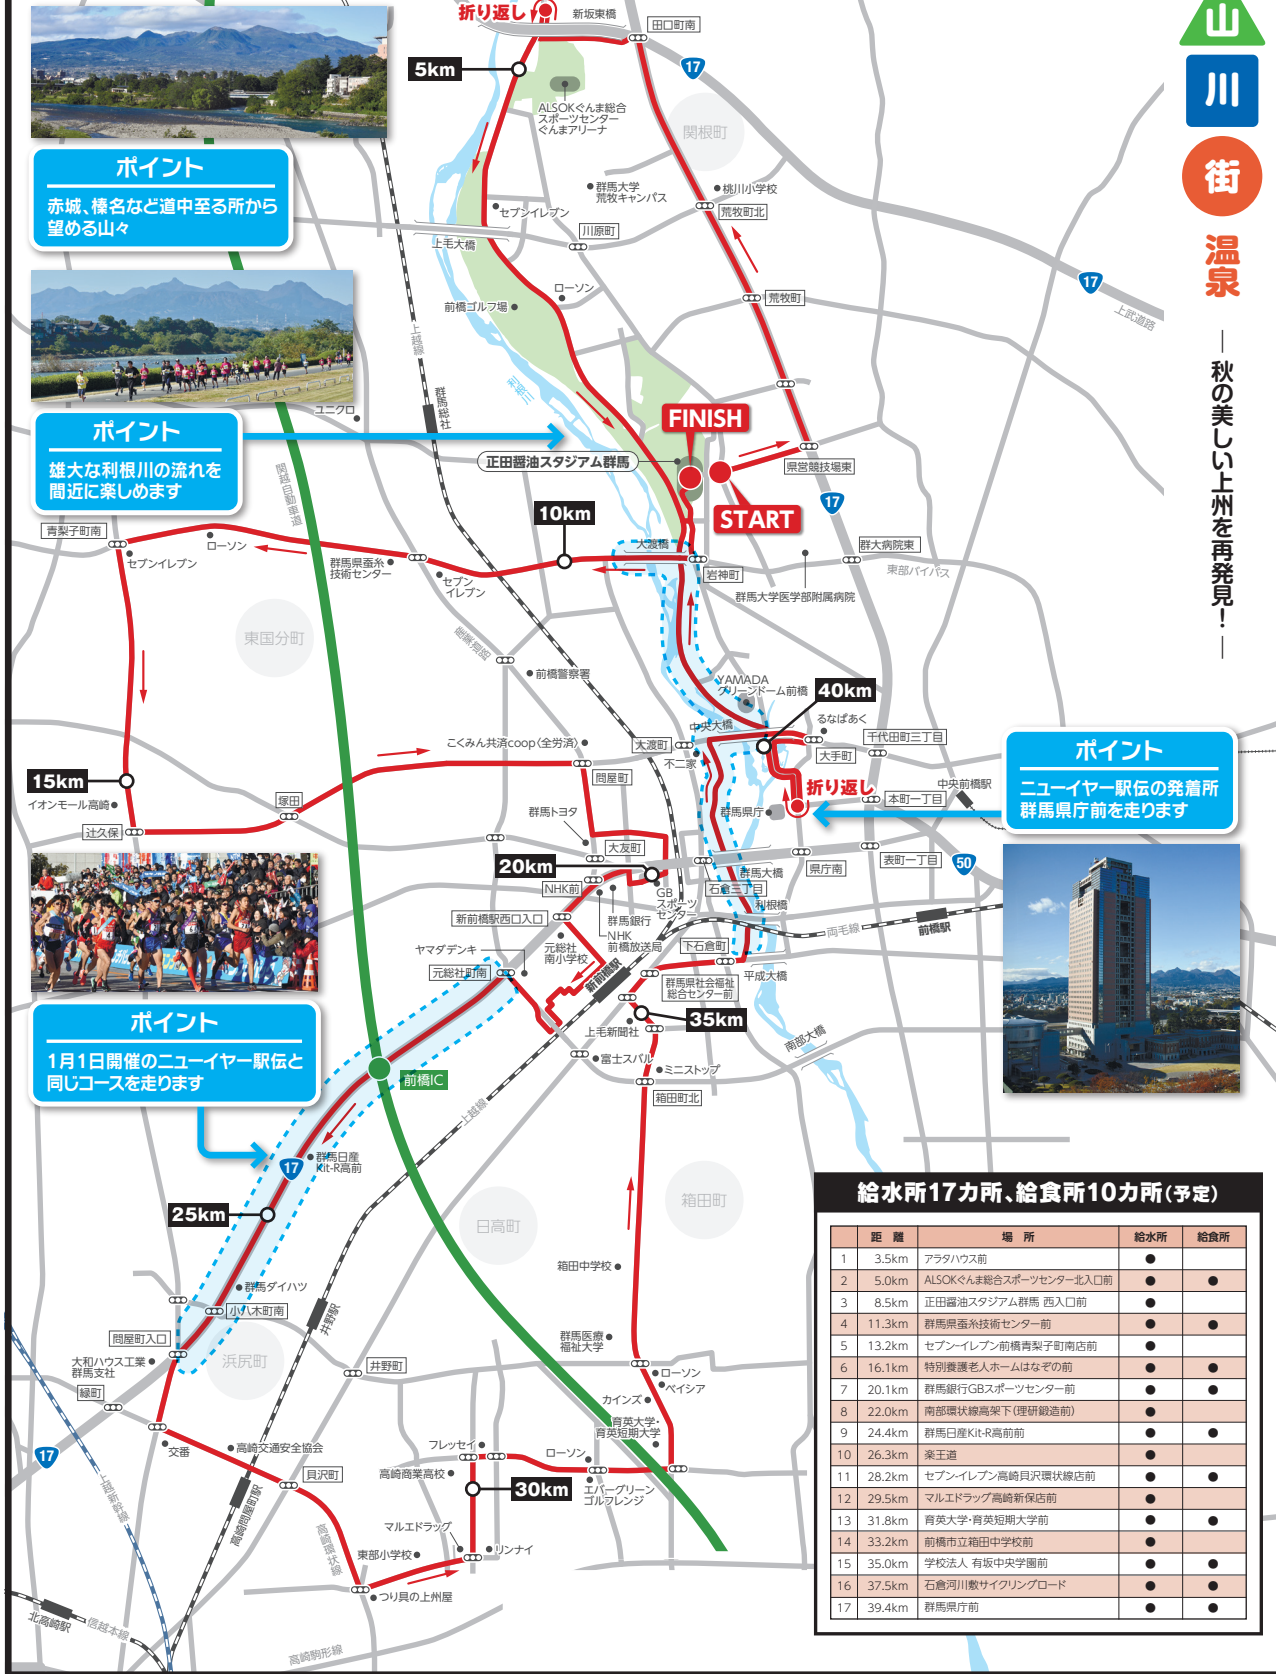 山
川
街
温泉
―秋の美しい上州を再発見！―
折り返し
新坂東橋
田口町南
17
5km
ALSOKぐんま総合
スポーツセンター
ぐんまアリーナ
関根町
ポイント
赤城、榛名など道中至る所から
望める山々
群馬大学
荒牧キャンパス
桃川小学校
荒牧町北
セブンイレブン
川原町
上毛大橋
17
上武道路
荒牧町
ローソン
前橋ゴルフ場
上越線
利根川
群馬総社
ユニクロ
ポイント
雄大な利根川の流れを
間近に楽しめます
関越自動車道
FINISH
正田醤油スタジアム群馬
県営競技場東
START
17
10km
青梨子町南
ローソン
セブンイレブン
群馬県蚕糸
技術センター
セブン
イレブン
大渡橋
岩神町
群大病院東
東部バイパス
群馬大学医学部附属病院
東国分町
産業道路
前橋警察署
YAMADA
グリーンドーム前橋
40km
るなぱあく
中央大橋
大渡町
不二家
大手町
千代田町三丁目
こくみん共済coop〈全労済〉
問屋町
15km
イオンモール高崎
塚田
辻久保
群馬トヨタ
折り返し
群馬県庁
本町一丁目
中央前橋駅
ポイント
ニューイヤー駅伝の発着所
群馬県庁前を走ります
大友町
20km
NHK前
GB
スポーツ
センター
群馬大橋
石倉三丁目
県庁南
表町一丁目
50
利根橋
新前橋駅西口入口
群馬銀行
NHK
前橋放送局
元総社
南小学校
ヤマダデンキ
元総社町南
新前橋駅
下石倉町
両毛線
前橋駅
平成大橋
群馬県社会福祉
総合センター前
35km
上毛新聞社
南部大橋
富士スバル
ミニストップ
箱田町北
ポイント
1月1日開催のニューイヤー駅伝と
同じコースを走ります
前橋IC
上越線
17
群馬日産
Kit-R高前
25km
日高町
箱田町
箱田中学校
群馬ダイハツ
小八木町南
井野駅
問屋町入口
大和ハウス工業
群馬支社
浜尻町
井野町
緑町
17
群馬医療
福祉大学
ローソン
ベイシア
カインズ
育英大学・
育英短期大学
交番
高崎交通安全協会
フレッセイ
ローソン
高崎商業高校
貝沢町
30km
エバーグリーン
ゴルフレンジ
上越新幹線
高崎問屋町駅
高崎環状線
マルエドラッグ
リンナイ
東部小学校
つり具の上州屋
北高崎駅
信越本線
高崎駒形線
給水所17カ所、給食所10カ所(予定)
距 離 場 所 給水所 給食所
1 3.5km アラタハウス前 ●
2 5.0km ALSOKぐんま総合スポーツセンター北入口前 ● ●
3 8.5km 正田醤油スタジアム群馬 西入口前 ●
4 11.3km 群馬県蚕糸技術センター前 ● ●
5 13.2km セブン-イレブン前橋青梨子町南店前 ●
6 16.1km 特別養護老人ホームはなぞの前 ● ●
7 20.1km 群馬銀行GBスポーツセンター前 ● ●
8 22.0km 南部環状線高架下(理研鍛造前) ●
9 24.4km 群馬日産Kit-R高前前 ● ●
10 26.3km 楽王道 ●
11 28.2km セブン-イレブン高崎貝沢環状線店前 ● ●
12 29.5km マルエドラッグ高崎新保店前 ●
13 31.8km 育英大学・育英短期大学前 ● ●
14 33.2km 前橋市立箱田中学校前 ●
15 35.0km 学校法人 有坂中央学園前 ● ●
16 37.5km 石倉河川敷サイクリングロード ● ●
17 39.4km 群馬県庁前 ● ●